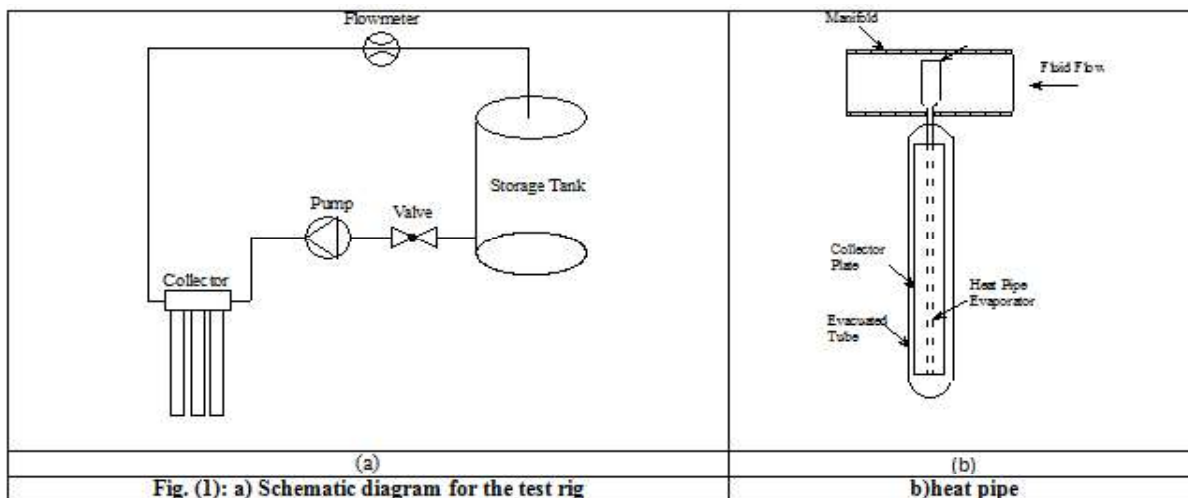 Flowmeter
Storage Tank
Pump
Valve
Collector
Manifold
Fluid Flow
Collector
Plate
Heat Pipe
Evaporator
Evacuated
Tube
(a)
(b)
Fig. (1): a) Schematic diagram for the test rig
b)heat pipe